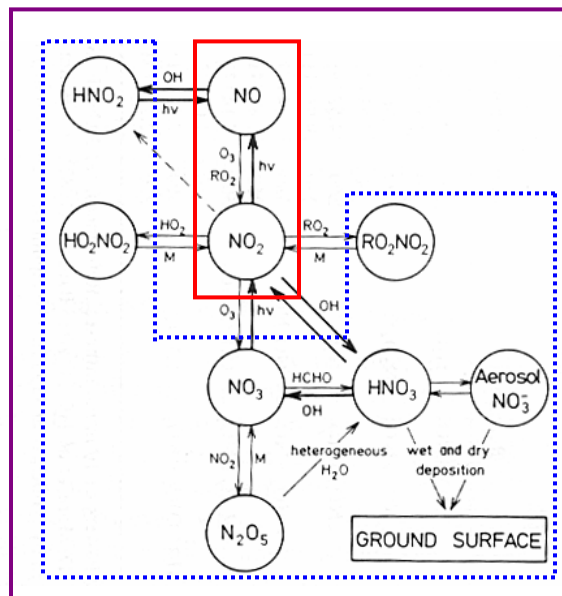 OH
HNO₂
NO
hν
O₃
RO₂
hν
HO₂
RO₂
HO₂NO₂
NO₂
RO₂NO₂
M
M
OH
O₃
hν
HCHO
Aerosol
NO₃
HNO₃
NO₃⁻
OH
NO₂
M
heterogeneous
H₂O
wet and dry
deposition
N₂O₅
GROUND SURFACE